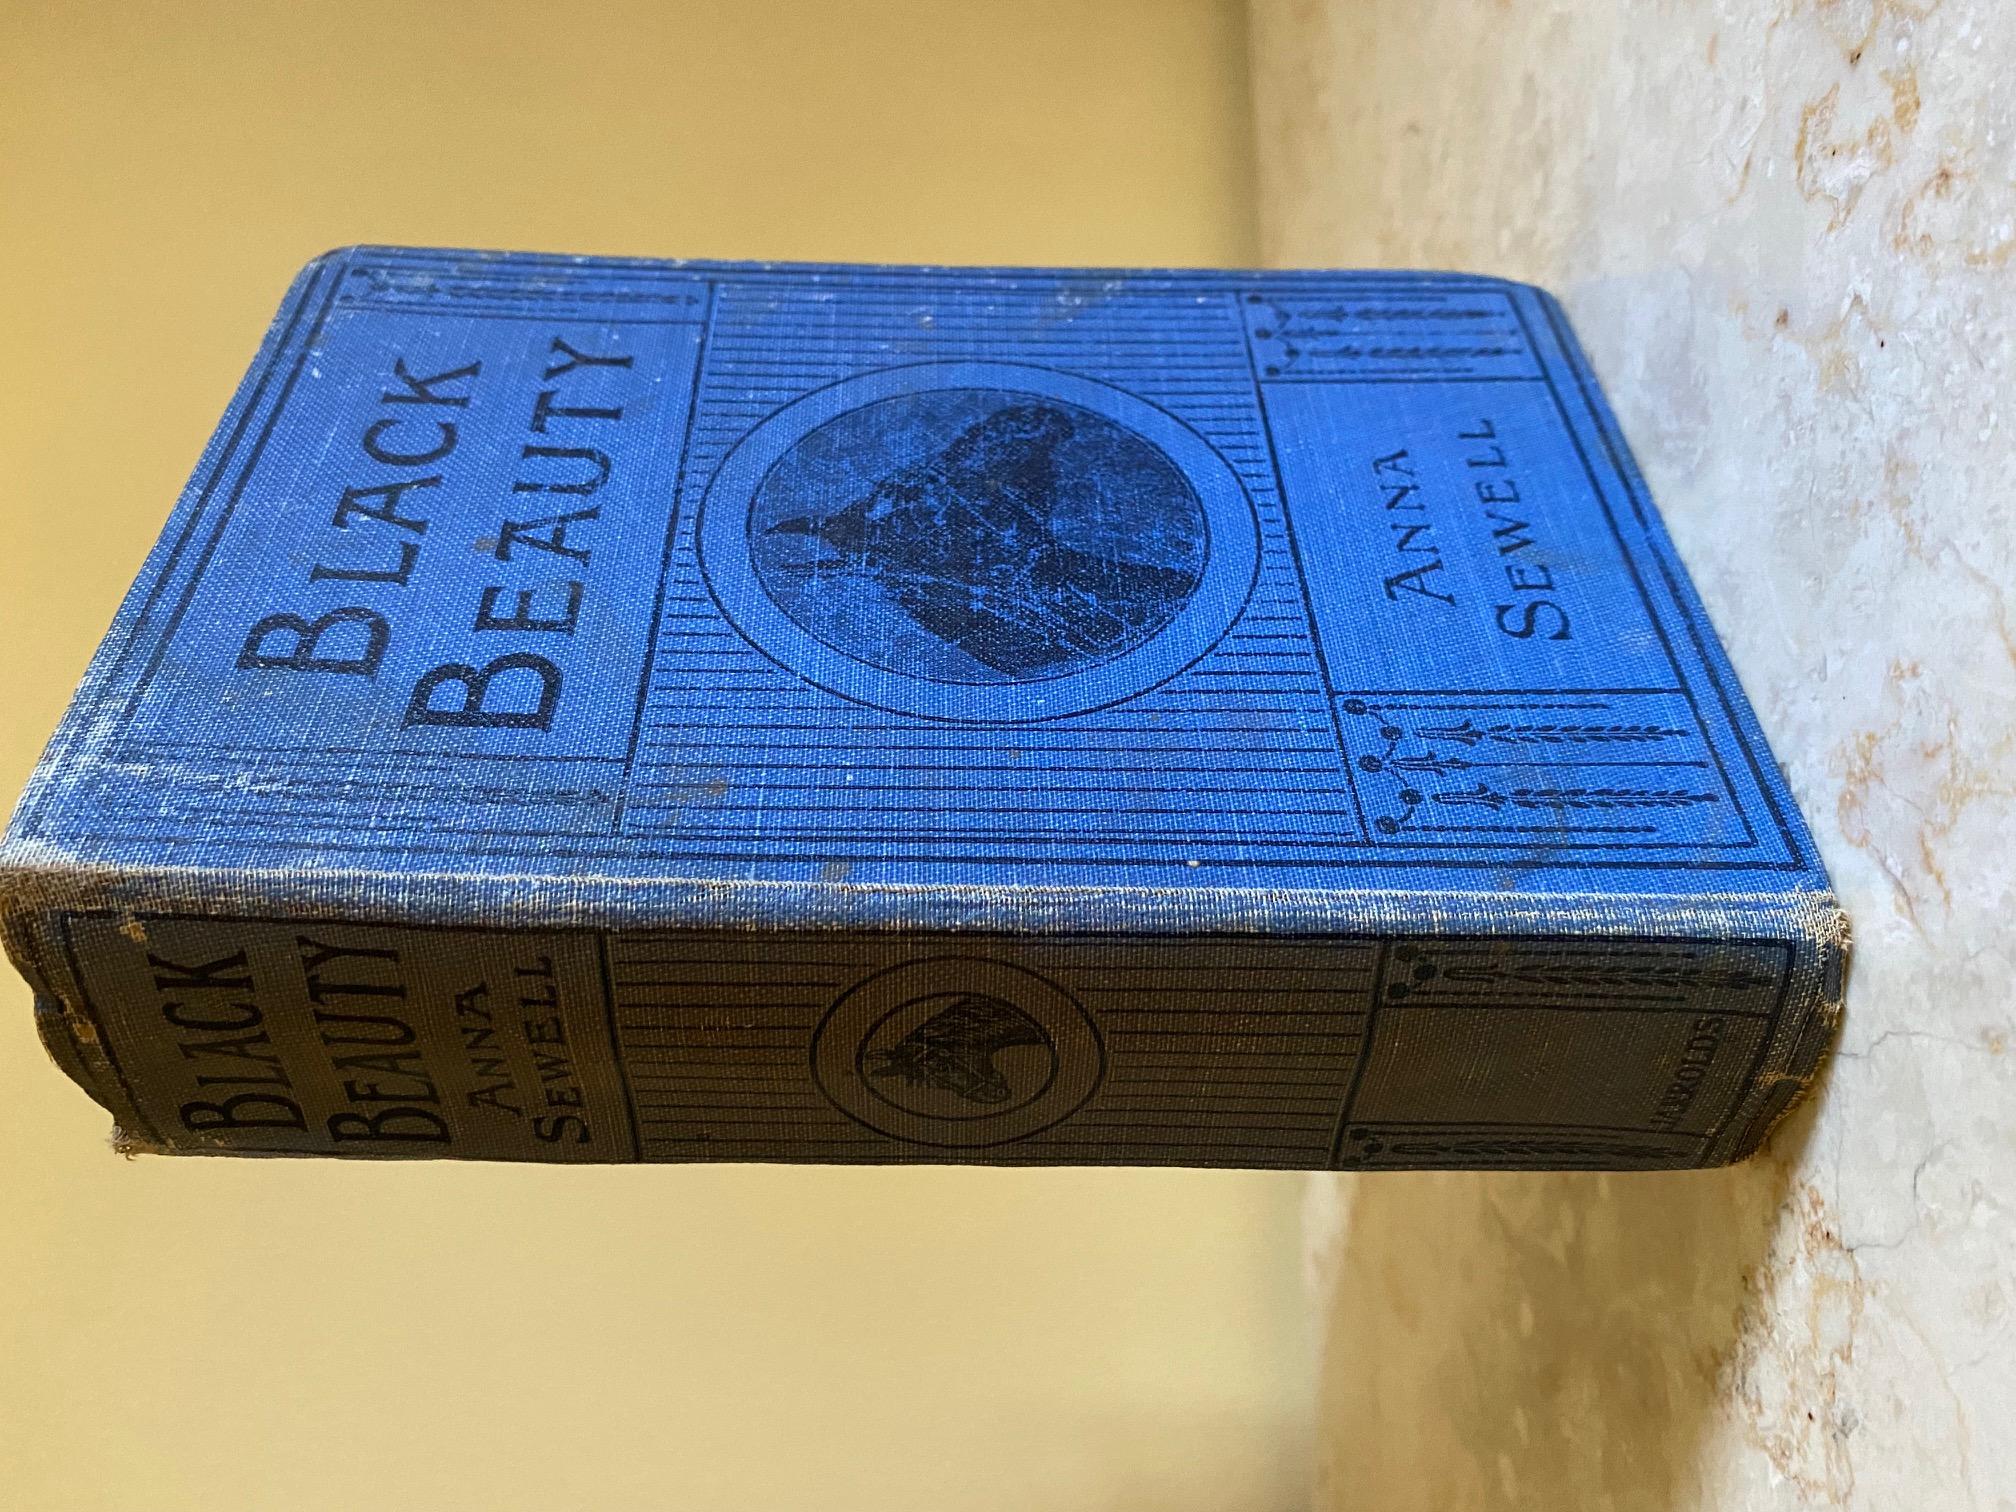 BLACK
BEAUTY
ANNA
SEWELL
BLACK
BEAUTY
ANNA
SEWELL
JARROLDS